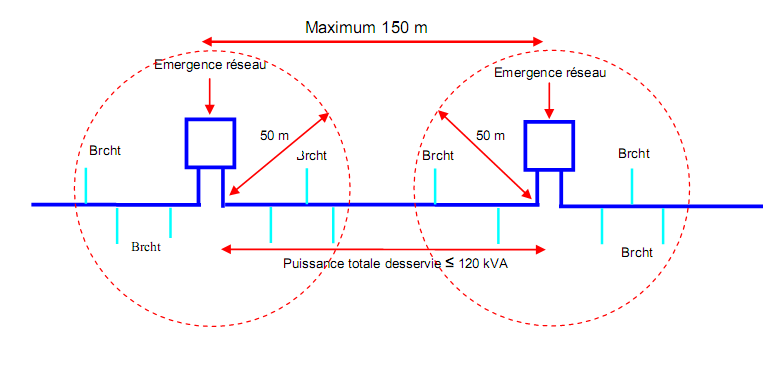 Maximum 150 m
Emergence réseau
Emergence réseau
50 m
50 m
Brcht
Brcht
Brcht
Brcht
Brcht
Brcht
Puissance totale desservie ≤ 120 kVA